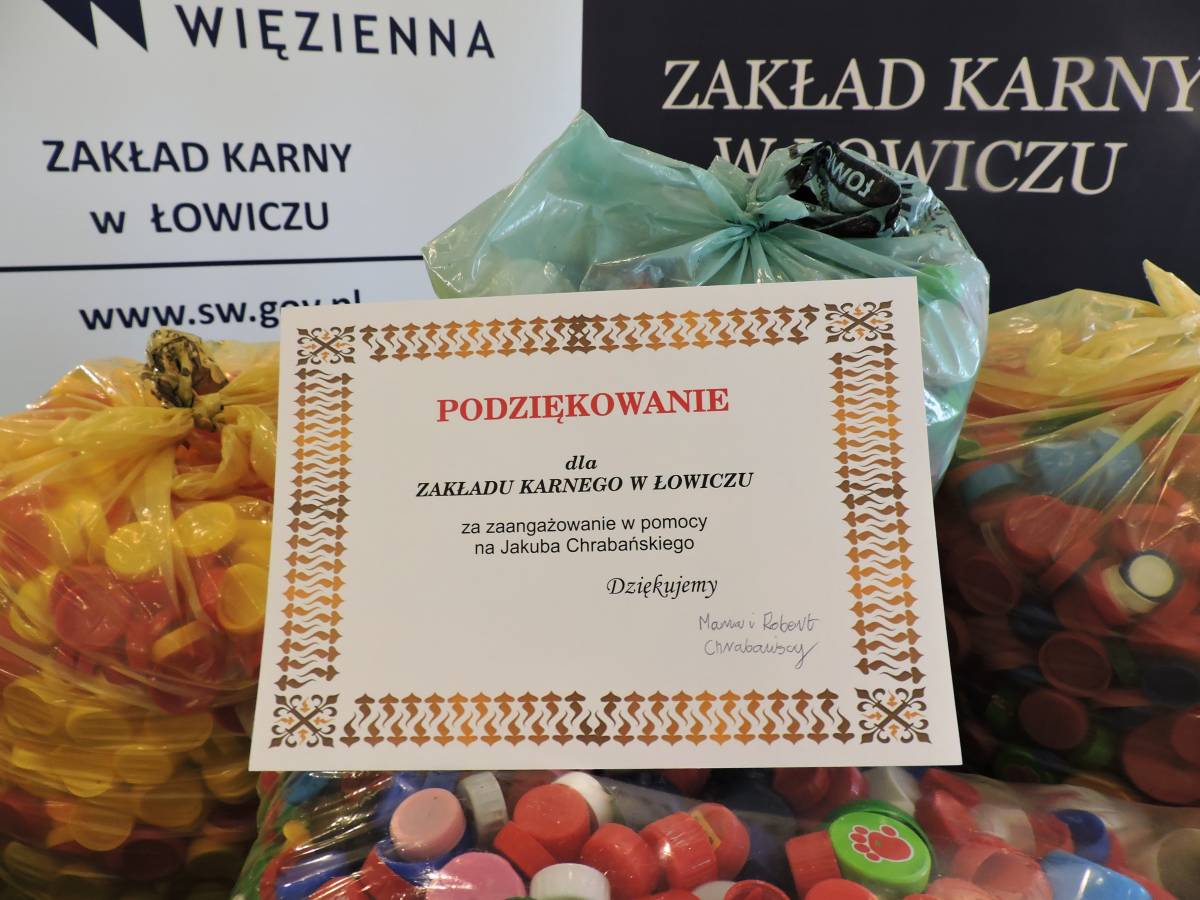 WIĘZIENNA
ZAKŁAD KARNY
w ŁOWICZU
www.sw.gov.pl
ZAKŁAD KARNY
W ŁOWICZU
PODZIĘKOWANIE
dla
ZAKŁADU KARNEGO W ŁOWICZU
za zaangażowanie w pomocy
na Jakuba Chrabańskiego
Dziękujemy
i Robert
Chrabańscy